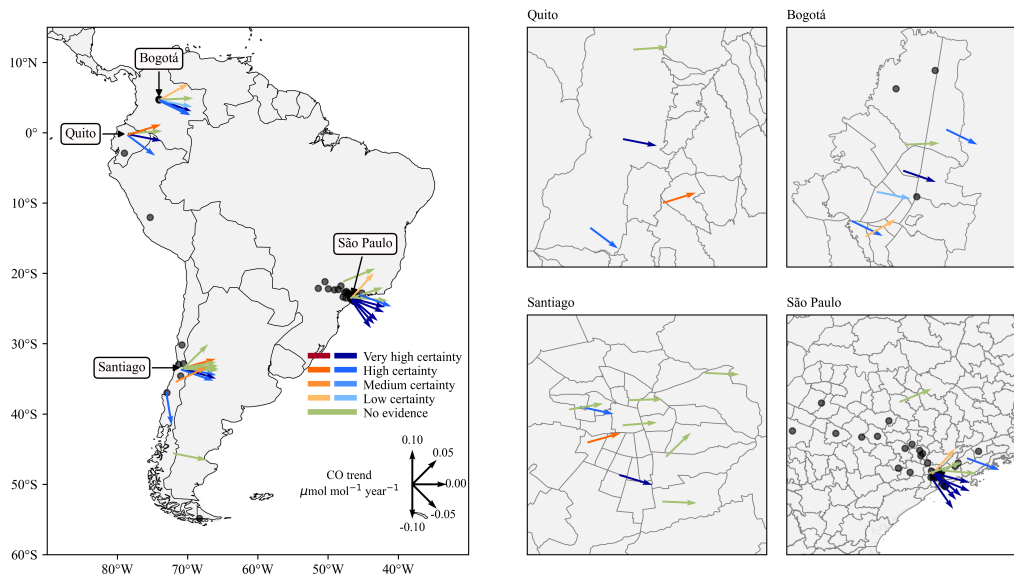 10°N
0°
10°S
20°S
30°S
40°S
50°S
60°S
80°W
70°W
60°W
50°W
40°W
Bogotá
Quito
São Paulo
Santiago
Very high certainty
High certainty
Medium certainty
Low certainty
No evidence
CO trend
μmol mol⁻¹ year⁻¹
0.10
0.05
0.00
-0.05
-0.10
Quito
Bogotá
Santiago
São Paulo